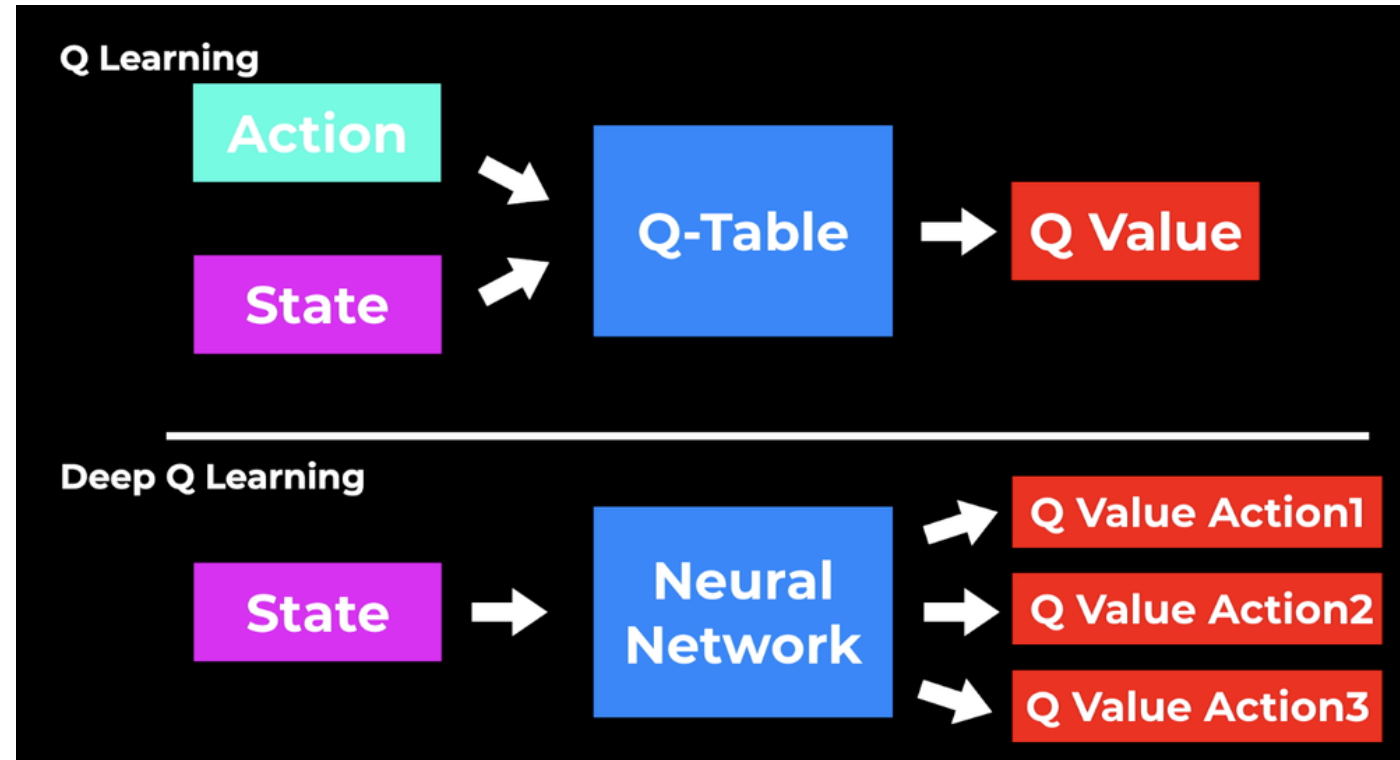 Q Learning
Action
State
Q-Table
Q Value
Deep Q Learning
State
Neural
Network
Q Value Action1
Q Value Action2
Q Value Action3